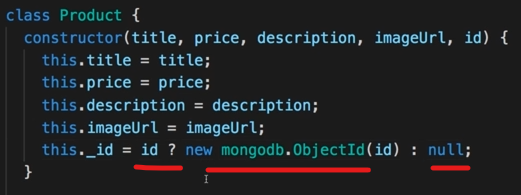 class Product {
constructor(title, price, description, imageUrl, id) {
this.title = title;
this.price = price;
this.description = description;
this.imageUrl = imageUrl;
this._id = id ? new mongodb.ObjectId(id) : null;
}